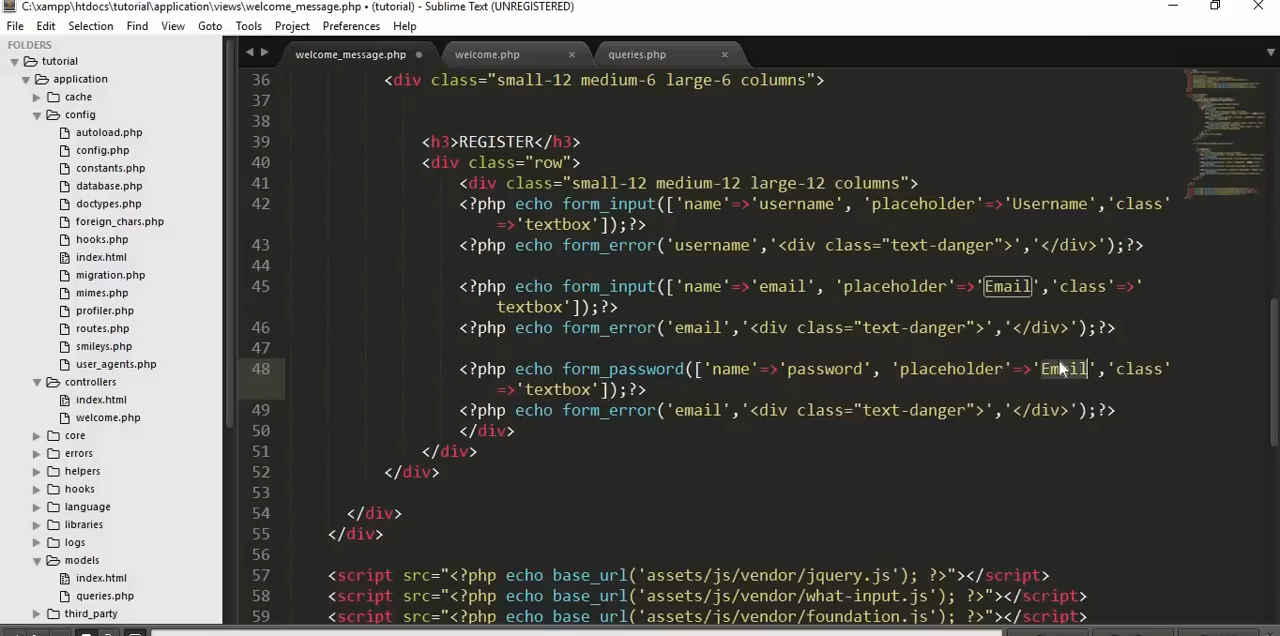 C:\xampp\htdocs\tutorial\application\views\welcome_message.php • (tutorial) - Sublime Text (UNREGISTERED)
File Edit Selection Find View Goto Tools Project Preferences Help
FOLDERS
tutorial
application
cache
config
autoload.php
config.php
constants.php
database.php
doctypes.php
foreign_chars.php
hooks.php
index.html
migration.php
mimes.php
profiler.php
routes.php
smileys.php
user_agents.php
controllers
index.html
welcome.php
core
errors
helpers
hooks
language
libraries
logs
models
index.html
queries.php
third_party
welcome_message.php welcome.php queries.php
36 <div class="small-12 medium-6 large-6 columns">
37
38
39 <h3>REGISTER</h3>
40 <div class="row">
41 <div class="small-12 medium-12 large-12 columns">
42 <?php echo form_input(['name'=>'username', 'placeholder'=>'Username','class'
=>'textbox']);?>
43 <?php echo form_error('username','<div class="text-danger">','</div>');?>
44
45 <?php echo form_input(['name'=>'email', 'placeholder'=>'Email','class'=>'
textbox']);?>
46 <?php echo form_error('email','<div class="text-danger">','</div>');?>
47
48 <?php echo form_password(['name'=>'password', 'placeholder'=>'Email','class'
=>'textbox']);?>
49 <?php echo form_error('email','<div class="text-danger">','</div>');?>
50 </div>
51 </div>
52 </div>
53
54 </div>
55 </div>
56
57 <script src="<?php echo base_url('assets/js/vendor/jquery.js'); ?>"></script>
58 <script src="<?php echo base_url('assets/js/vendor/what-input.js'); ?>"></script>
59 <script src="<?php echo base_url('assets/js/vendor/foundation.js'); ?>"></script>